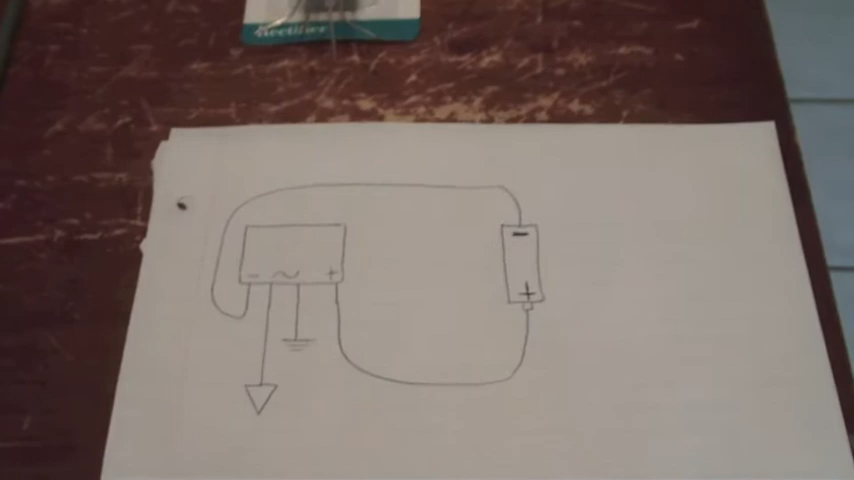 Rectifier
-
- ~ +
+